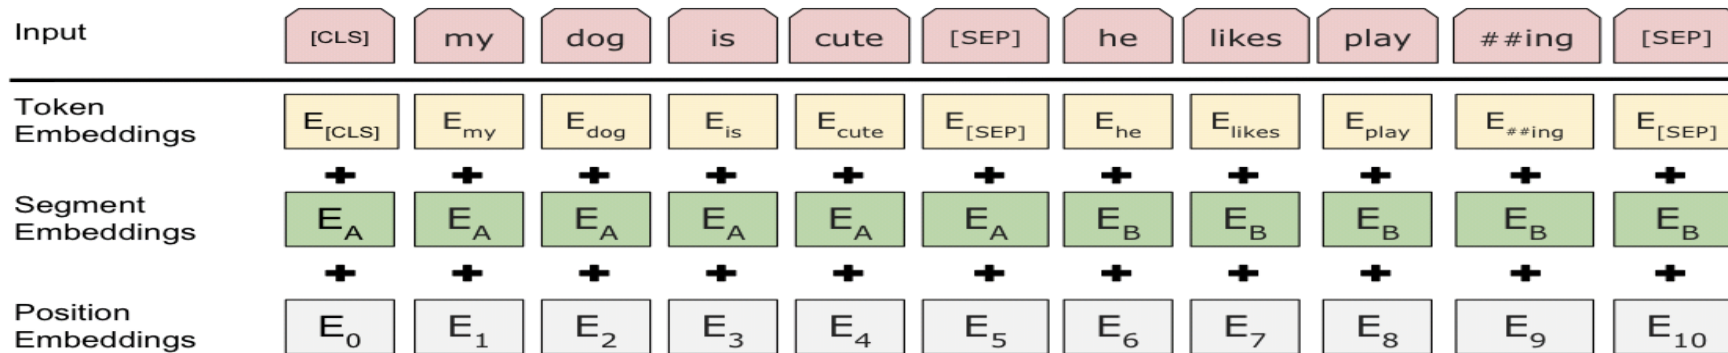 Input [CLS] my dog is cute [SEP] he likes play ##ing [SEP]
Token
Embeddings
E[CLS] Emy Edog Eis Ecute E[SEP] Ehe Elikes Eplay E##ing E[SEP]
+ + + + + + + + + + +
Segment
Embeddings
EA EA EA EA EA EA EB EB EB EB EB
+ + + + + + + + + + +
Position
Embeddings
E0 E1 E2 E3 E4 E5 E6 E7 E8 E9 E10